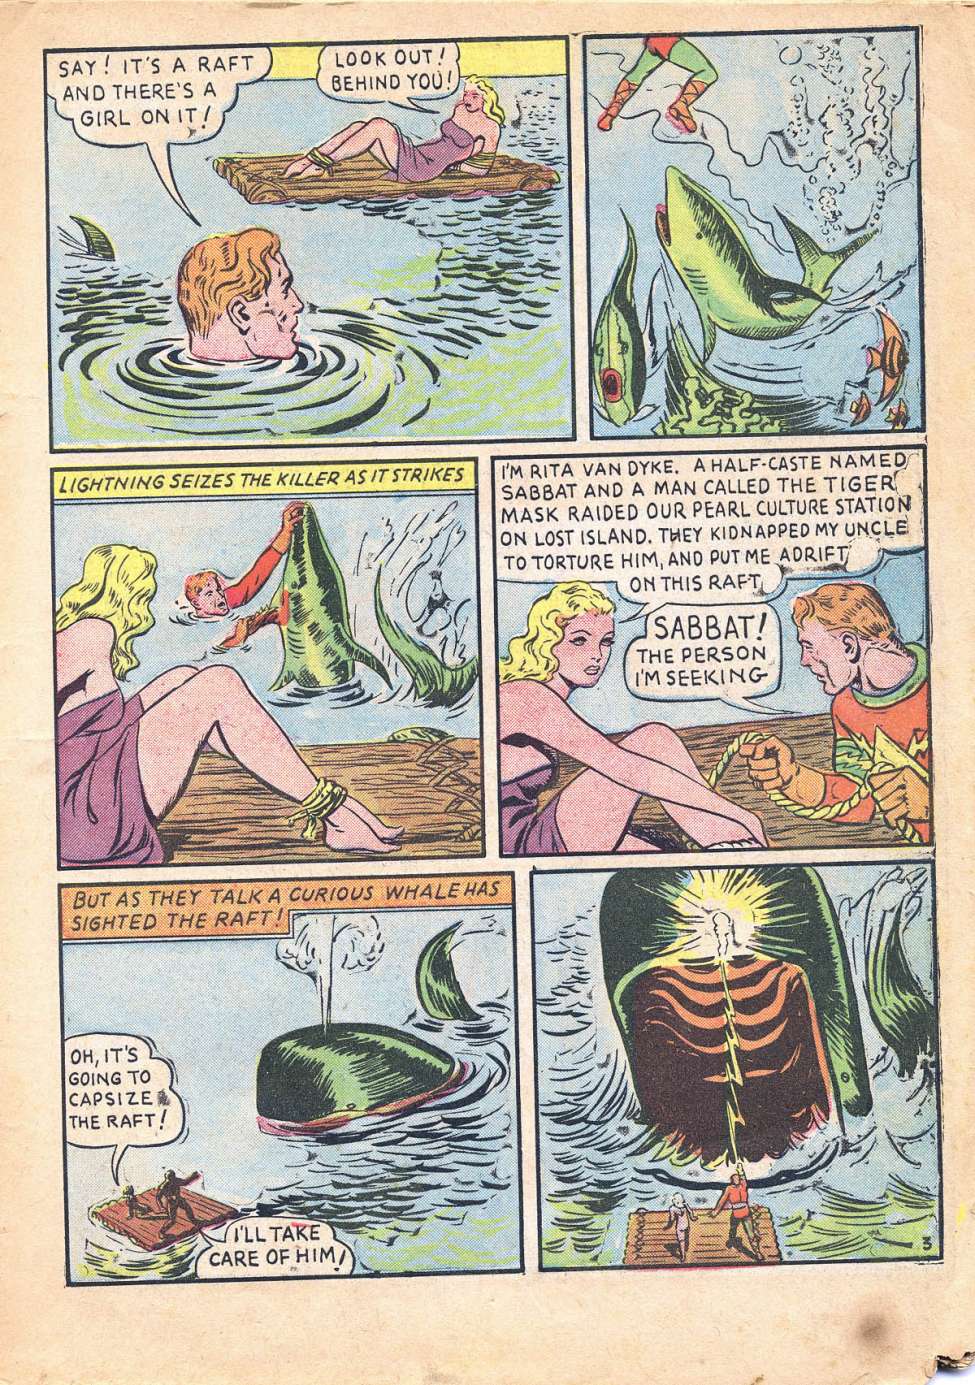 SAY! IT'S A RAFT
AND THERE'S A
GIRL ON IT!
LOOK OUT!
BEHIND YOU!
LIGHTNING SEIZES THE KILLER AS IT STRIKES
I'M RITA VAN DYKE. A HALF-CASTE NAMED
SABBAT AND A MAN CALLED THE TIGER
MASK RAIDED OUR PEARL CULTURE STATION
ON LOST ISLAND. THEY KIDNAPPED MY UNCLE
TO TORTURE HIM, AND PUT ME ADRIFT
ON THIS RAFT
SABBAT!
THE PERSON
I'M SEEKING
BUT AS THEY TALK A CURIOUS WHALE HAS
SIGHTED THE RAFT!
OH, IT'S
GOING TO
CAPSIZE
THE RAFT!
I'LL TAKE
CARE OF HIM!
3